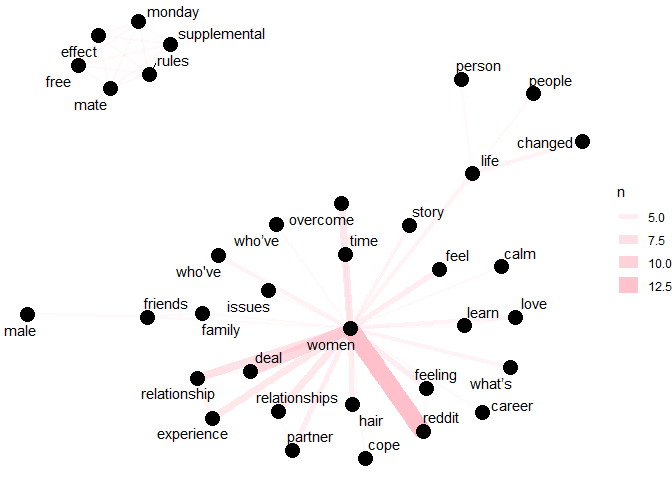 monday
supplemental
effect
rules
free
mate
person
people
changed
life
n
5.0
7.5
10.0
12.5
story
overcome
who’ve
time
feel
calm
who've
issues
friends
family
male
learn
love
women
deal
relationship
feeling
what’s
relationships
career
hair
reddit
experience
partner
cope